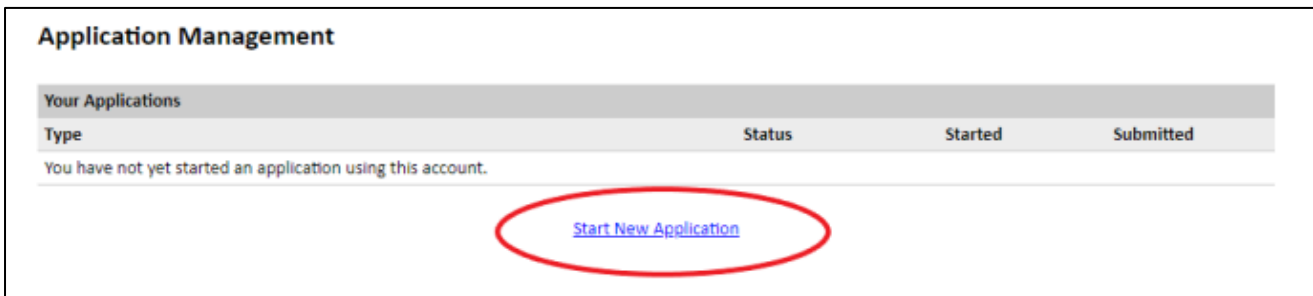 Application Management
Your Applications
Type Status Started Submitted
You have not yet started an application using this account.
Start New Application